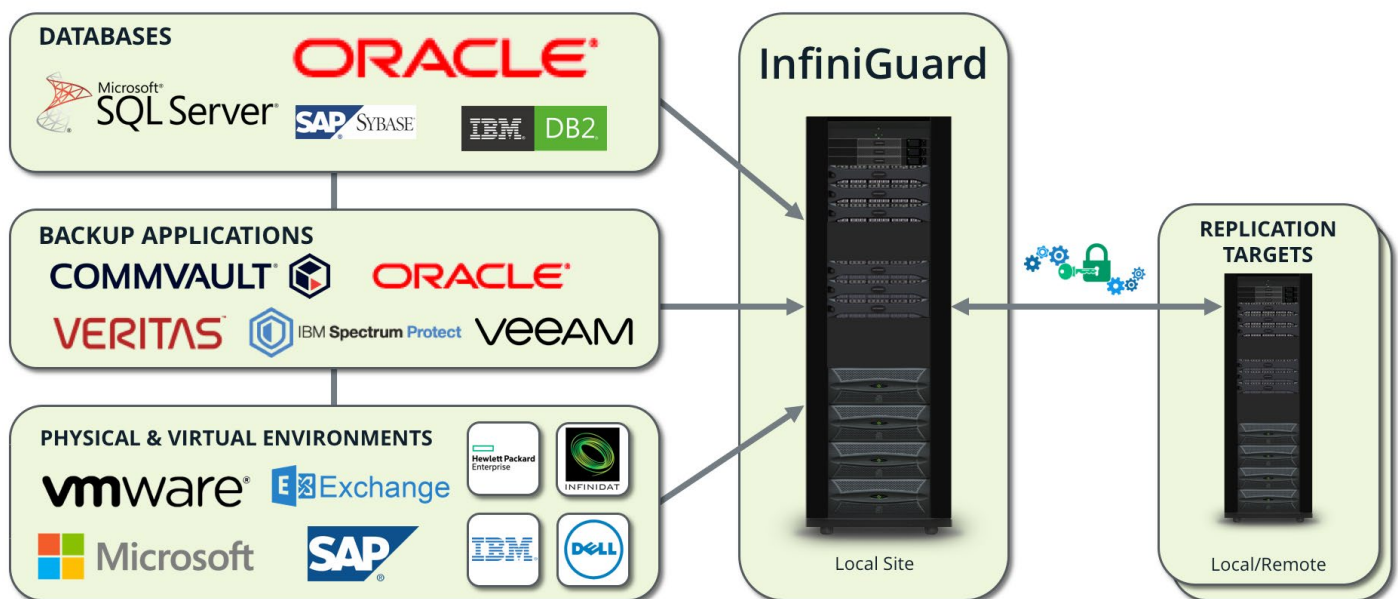 DATABASES
ORACLE®
Microsoft®
SQL Server®
SAP® SYBASE®
IBM® DB2®
BACKUP APPLICATIONS
COMMVAULT®
ORACLE®
VERITAS™
IBM Spectrum Protect
VEEAM
PHYSICAL & VIRTUAL ENVIRONMENTS
vmware®
E Exchange
Hewlett Packard
Enterprise
INFINIDAT
Microsoft
SAP®
IBM®
DELL
InfiniGuard
Local Site
REPLICATION
TARGETS
Local/Remote